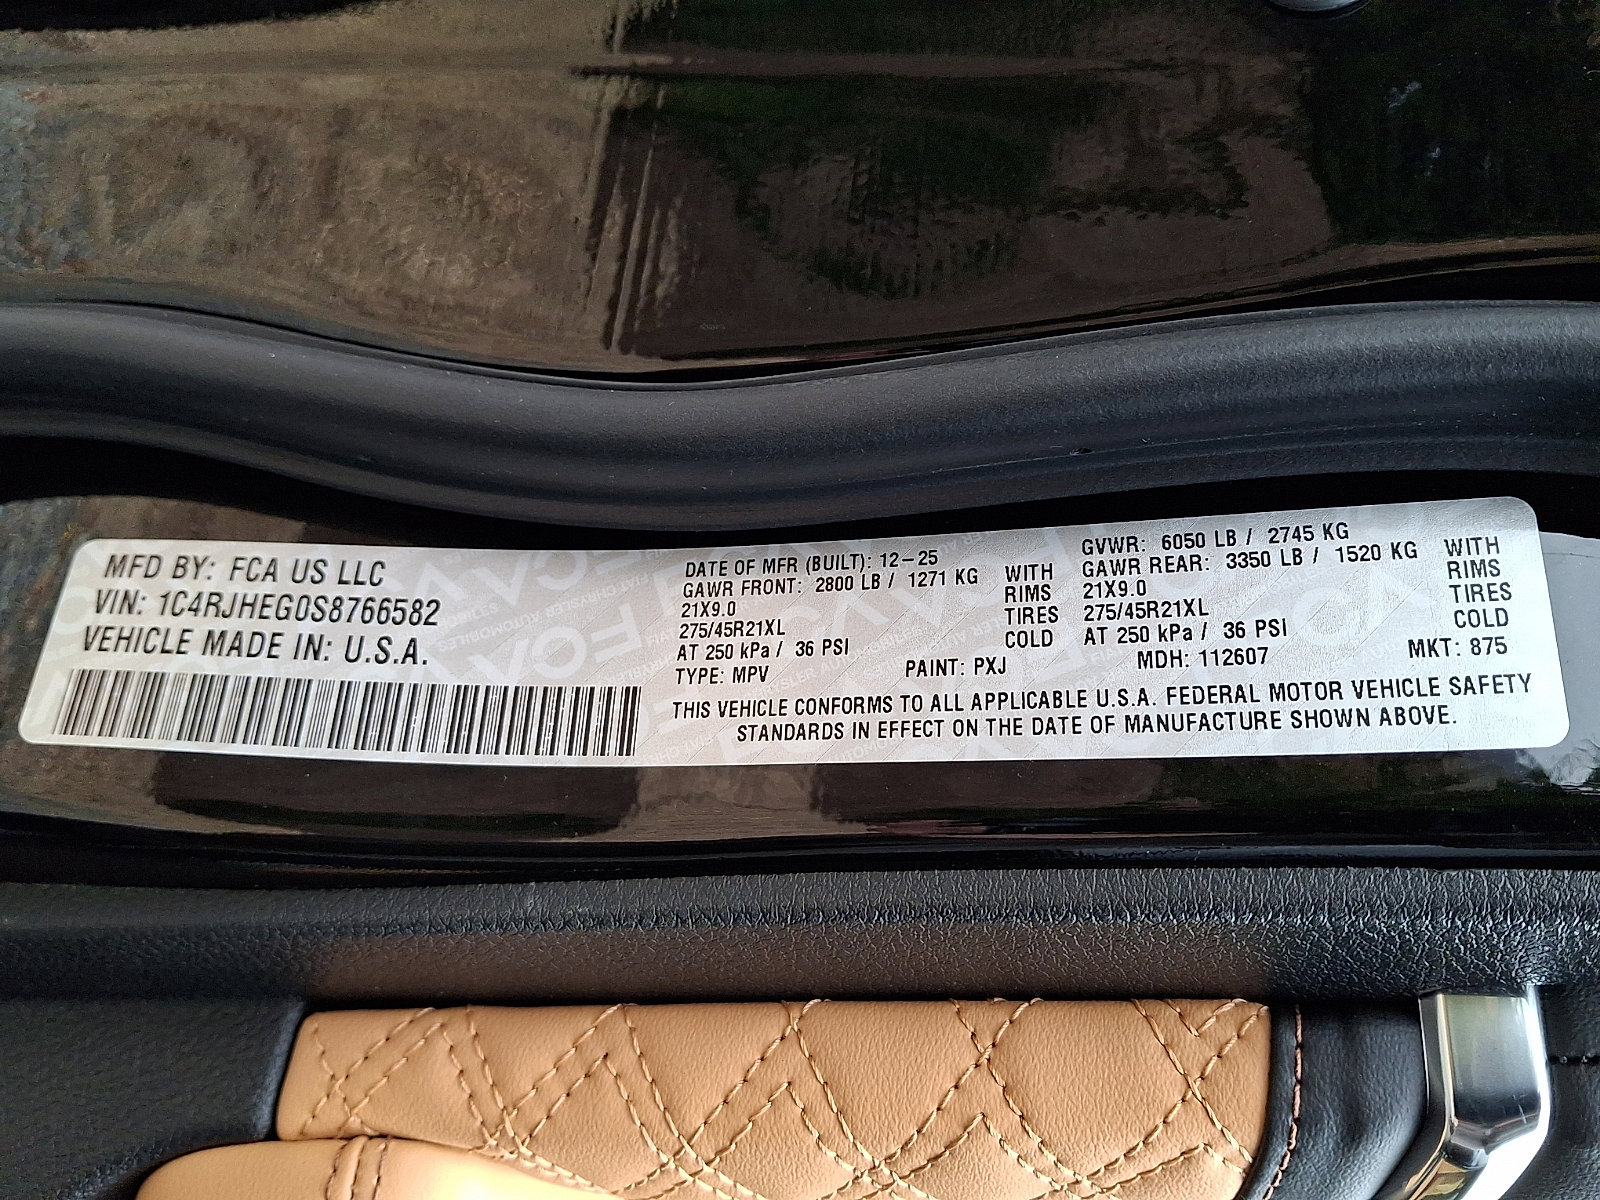 MFD BY: FCA US LLC
VIN: 1C4RJHEG0S8766582
VEHICLE MADE IN: U.S.A.
DATE OF MFR (BUILT): 12-25
GAWR FRONT: 2800 LB / 1271 KG WITH
21X9.0 RIMS
275/45R21XL TIRES
AT 250 kPa / 36 PSI COLD
TYPE: MPV PAINT: PXJ
GVWR: 6050 LB / 2745 KG
GAWR REAR: 3350 LB / 1520 KG WITH
21X9.0 RIMS
275/45R21XL TIRES
AT 250 kPa / 36 PSI COLD
MDH: 112607 MKT: 875
THIS VEHICLE CONFORMS TO ALL APPLICABLE U.S.A. FEDERAL MOTOR VEHICLE SAFETY
STANDARDS IN EFFECT ON THE DATE OF MANUFACTURE SHOWN ABOVE.